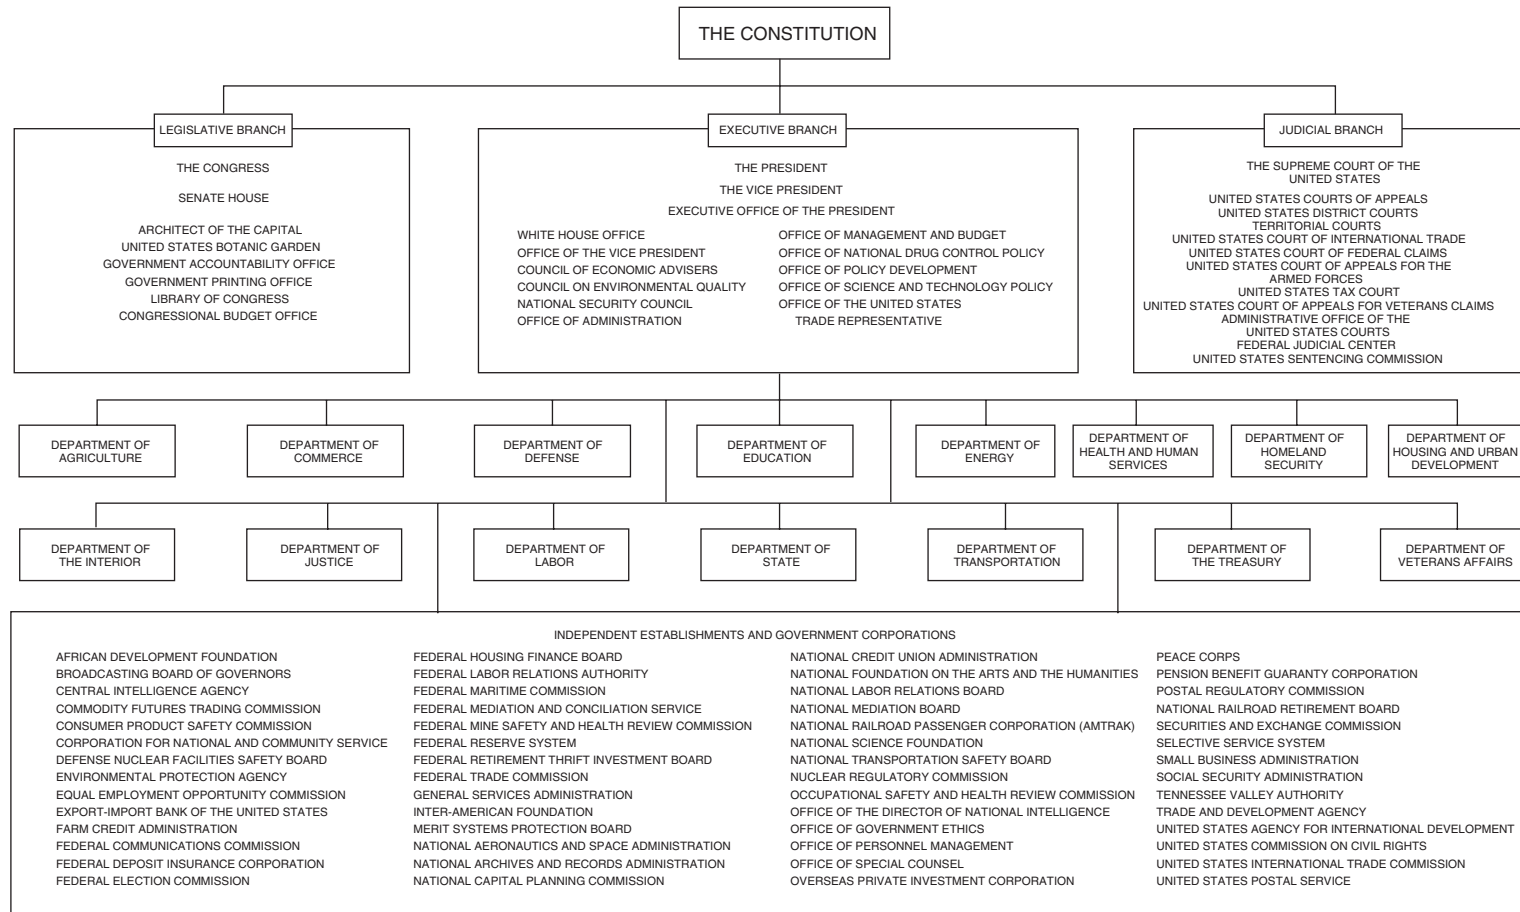 THE CONSTITUTION
LEGISLATIVE BRANCH
THE CONGRESS
SENATE HOUSE
ARCHITECT OF THE CAPITAL
UNITED STATES BOTANIC GARDEN
GOVERNMENT ACCOUNTABILITY OFFICE
GOVERNMENT PRINTING OFFICE
LIBRARY OF CONGRESS
CONGRESSIONAL BUDGET OFFICE
EXECUTIVE BRANCH
THE PRESIDENT
THE VICE PRESIDENT
EXECUTIVE OFFICE OF THE PRESIDENT
WHITE HOUSE OFFICE
OFFICE OF THE VICE PRESIDENT
COUNCIL OF ECONOMIC ADVISERS
COUNCIL ON ENVIRONMENTAL QUALITY
NATIONAL SECURITY COUNCIL
OFFICE OF ADMINISTRATION
OFFICE OF MANAGEMENT AND BUDGET
OFFICE OF NATIONAL DRUG CONTROL POLICY
OFFICE OF POLICY DEVELOPMENT
OFFICE OF SCIENCE AND TECHNOLOGY POLICY
OFFICE OF THE UNITED STATES
TRADE REPRESENTATIVE
JUDICIAL BRANCH
THE SUPREME COURT OF THE
UNITED STATES
UNITED STATES COURTS OF APPEALS
UNITED STATES DISTRICT COURTS
TERRITORIAL COURTS
UNITED STATES COURT OF INTERNATIONAL TRADE
UNITED STATES COURT OF FEDERAL CLAIMS
UNITED STATES COURT OF APPEALS FOR THE
ARMED FORCES
UNITED STATES TAX COURT
UNITED STATES COURT OF APPEALS FOR VETERANS CLAIMS
ADMINISTRATIVE OFFICE OF THE
UNITED STATES COURTS
FEDERAL JUDICIAL CENTER
UNITED STATES SENTENCING COMMISSION
DEPARTMENT OF
AGRICULTURE
DEPARTMENT OF
COMMERCE
DEPARTMENT OF
DEFENSE
DEPARTMENT OF
EDUCATION
DEPARTMENT OF
ENERGY
DEPARTMENT OF
HEALTH AND HUMAN
SERVICES
DEPARTMENT OF
HOMELAND
SECURITY
DEPARTMENT OF
HOUSING AND URBAN
DEVELOPMENT
DEPARTMENT OF
THE INTERIOR
DEPARTMENT OF
JUSTICE
DEPARTMENT OF
LABOR
DEPARTMENT OF
STATE
DEPARTMENT OF
TRANSPORTATION
DEPARTMENT OF
THE TREASURY
DEPARTMENT OF
VETERANS AFFAIRS
INDEPENDENT ESTABLISHMENTS AND GOVERNMENT CORPORATIONS
AFRICAN DEVELOPMENT FOUNDATION
BROADCASTING BOARD OF GOVERNORS
CENTRAL INTELLIGENCE AGENCY
COMMODITY FUTURES TRADING COMMISSION
CONSUMER PRODUCT SAFETY COMMISSION
CORPORATION FOR NATIONAL AND COMMUNITY SERVICE
DEFENSE NUCLEAR FACILITIES SAFETY BOARD
ENVIRONMENTAL PROTECTION AGENCY
EQUAL EMPLOYMENT OPPORTUNITY COMMISSION
EXPORT-IMPORT BANK OF THE UNITED STATES
FARM CREDIT ADMINISTRATION
FEDERAL COMMUNICATIONS COMMISSION
FEDERAL DEPOSIT INSURANCE CORPORATION
FEDERAL ELECTION COMMISSION
FEDERAL HOUSING FINANCE BOARD
FEDERAL LABOR RELATIONS AUTHORITY
FEDERAL MARITIME COMMISSION
FEDERAL MEDIATION AND CONCILIATION SERVICE
FEDERAL MINE SAFETY AND HEALTH REVIEW COMMISSION
FEDERAL RESERVE SYSTEM
FEDERAL RETIREMENT THRIFT INVESTMENT BOARD
FEDERAL TRADE COMMISSION
GENERAL SERVICES ADMINISTRATION
INTER-AMERICAN FOUNDATION
MERIT SYSTEMS PROTECTION BOARD
NATIONAL AERONAUTICS AND SPACE ADMINISTRATION
NATIONAL ARCHIVES AND RECORDS ADMINISTRATION
NATIONAL CAPITAL PLANNING COMMISSION
NATIONAL CREDIT UNION ADMINISTRATION
NATIONAL FOUNDATION ON THE ARTS AND THE HUMANITIES
NATIONAL LABOR RELATIONS BOARD
NATIONAL MEDIATION BOARD
NATIONAL RAILROAD PASSENGER CORPORATION (AMTRAK)
NATIONAL SCIENCE FOUNDATION
NATIONAL TRANSPORTATION SAFETY BOARD
NUCLEAR REGULATORY COMMISSION
OCCUPATIONAL SAFETY AND HEALTH REVIEW COMMISSION
OFFICE OF THE DIRECTOR OF NATIONAL INTELLIGENCE
OFFICE OF GOVERNMENT ETHICS
OFFICE OF PERSONNEL MANAGEMENT
OFFICE OF SPECIAL COUNSEL
OVERSEAS PRIVATE INVESTMENT CORPORATION
PEACE CORPS
PENSION BENEFIT GUARANTY CORPORATION
POSTAL REGULATORY COMMISSION
NATIONAL RAILROAD RETIREMENT BOARD
SECURITIES AND EXCHANGE COMMISSION
SELECTIVE SERVICE SYSTEM
SMALL BUSINESS ADMINISTRATION
SOCIAL SECURITY ADMINISTRATION
TENNESSEE VALLEY AUTHORITY
TRADE AND DEVELOPMENT AGENCY
UNITED STATES AGENCY FOR INTERNATIONAL DEVELOPMENT
UNITED STATES COMMISSION ON CIVIL RIGHTS
UNITED STATES INTERNATIONAL TRADE COMMISSION
UNITED STATES POSTAL SERVICE